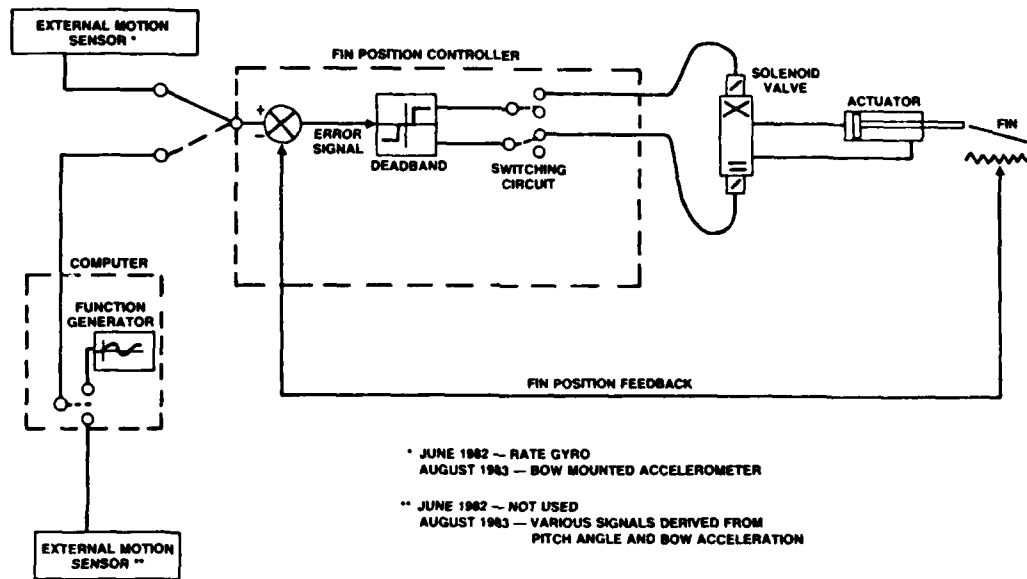 EXTERNAL MOTION
SENSOR *
FIN POSITION CONTROLLER
+
−
ERROR
SIGNAL
DEADBAND
SWITCHING
CIRCUIT
SOLENOID
VALVE
ACTUATOR
FIN
COMPUTER
FUNCTION
GENERATOR
FIN POSITION FEEDBACK
EXTERNAL MOTION
SENSOR **
* JUNE 1982 — RATE GYRO
AUGUST 1983 — BOW MOUNTED ACCELEROMETER
** JUNE 1982 — NOT USED
AUGUST 1983 — VARIOUS SIGNALS DERIVED FROM
PITCH ANGLE AND BOW ACCELERATION